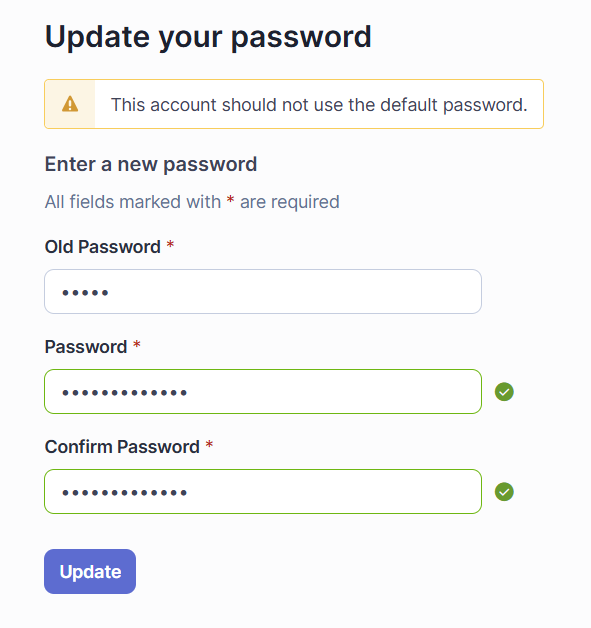 Update your password
This account should not use the default password.
Enter a new password
All fields marked with * are required
Old Password *
•••••
Password *
•••••••••••••
Confirm Password *
•••••••••••••
Update